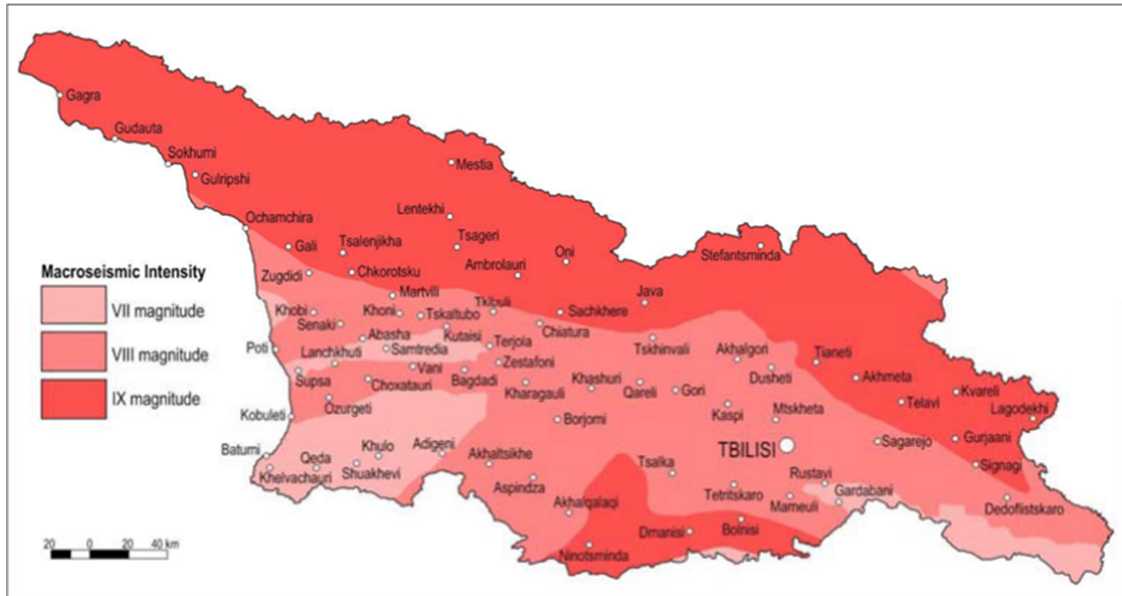 Gagra
Gudauta
Sokhumi
Gulripshi
Mestia
Ochamchira
Lentekhi
Gali
Tsalenjikha
Tsageri
Oni
Stefantsminda
Macroseismic Intensity
Zugdidi
Chkorotsku
Ambrolauri
VII magnitude
Martvili
Java
Khobi
Khoni
Tskaltubo
Tkibuli
Sachkhere
Senaki
Kutaisi
Chiatura
VIII magnitude
Poti
Abasha
Terjola
Tskhinvali
Lanchkhuti
Samtredia
Akhalgori
Tianeti
Zestafoni
Supsa
Vani
Bagdadi
Khashuri
Dusheti
IX magnitude
Choxatauri
Kharagauli
Qareli
Gori
Akhmeta
Kvareli
Ozurgeti
Kaspi
Telavi
Lagodekhi
Kobuleti
Borjomi
Mtskheta
Batumi
Khulo
Adigeni
TBILISI
Sagarejo
Gurjaani
Qeda
Akhaltsikhe
Tsalka
Khelvachauri
Shuakhevi
Rustavi
Signagi
Aspindza
Tetritskaro
Gardabani
Marneuli
Dedoflistskaro
Akhalqalaqi
Dmanisi
Bolnisi
20 0 20 40 km
Ninotsminda